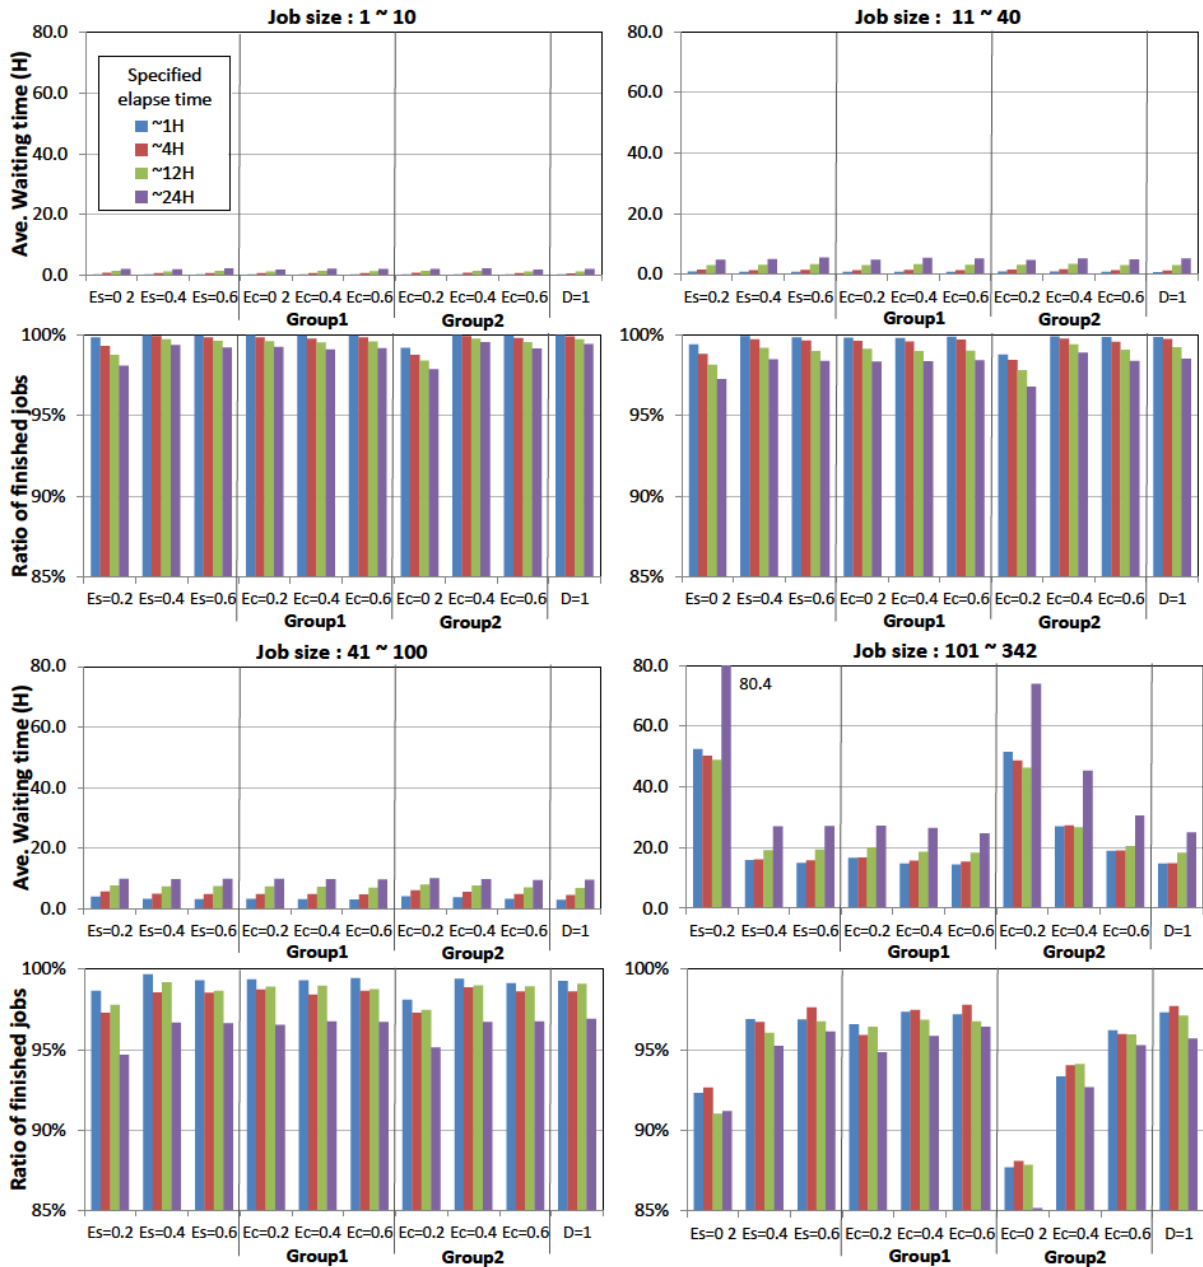 Job size : 1 ~ 10
Ave. Waiting time (H)
80.0
60.0
40.0
20.0
0.0
Specified
elapse time
~1H
~4H
~12H
~24H
Es=0 2 Es=0.4 Es=0.6 Ec=0 2 Ec=0.4 Ec=0.6 Ec=0.2 Ec=0.4 Ec=0.6 D=1
Group1 Group2
Ratio of finished jobs
100%
95%
90%
85%
Es=0.2 Es=0.4 Es=0.6 Ec=0.2 Ec=0.4 Ec=0.6 Ec=0 2 Ec=0.4 Ec=0.6 D=1
Group1 Group2
Job size : 11 ~ 40
80.0
60.0
40.0
20.0
0.0
Es=0.2 Es=0.4 Es=0.6 Ec=0.2 Ec=0.4 Ec=0.6 Ec=0.2 Ec=0.4 Ec=0.6 D=1
Group1 Group2
100%
95%
90%
85%
Es=0 2 Es=0.4 Es=0.6 Ec=0 2 Ec=0.4 Ec=0.6 Ec=0.2 Ec=0.4 Ec=0.6 D=1
Group1 Group2
Job size : 41 ~ 100
Ave. Waiting time (H)
80.0
60.0
40.0
20.0
0.0
Es=0.2 Es=0.4 Es=0.6 Ec=0.2 Ec=0.4 Ec=0.6 Ec=0.2 Ec=0.4 Ec=0.6 D=1
Group1 Group2
Ratio of finished jobs
100%
95%
90%
85%
Es=0.2 Es=0.4 Es=0.6 Ec=0.2 Ec=0.4 Ec=0.6 Ec=0.2 Ec=0.4 Ec=0.6 D=1
Group1 Group2
Job size : 101 ~ 342
80.0
60.0
40.0
20.0
0.0
80.4
Es=0.2 Es=0.4 Es=0.6 Ec=0.2 Ec=0.4 Ec=0.6 Ec=0.2 Ec=0.4 Ec=0.6 D=1
Group1 Group2
100%
95%
90%
85%
Es=0 2 Es=0.4 Es=0.6 Ec=0.2 Ec=0.4 Ec=0.6 Ec=0 2 Ec=0.4 Ec=0.6 D=1
Group1 Group2